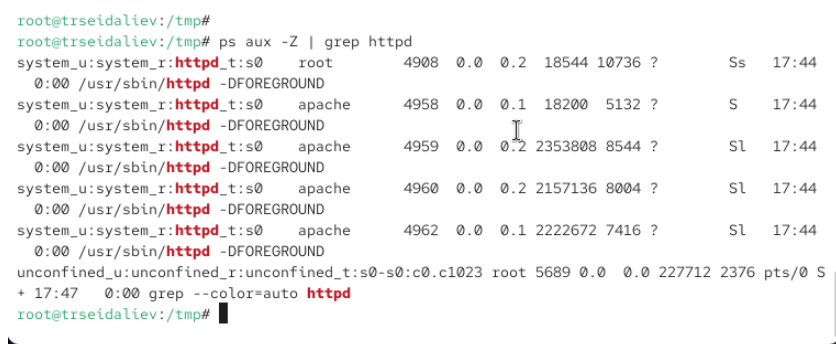 root@trseidaliev:/tmp#
root@trseidaliev:/tmp# ps aux -Z | grep httpd
system_u:system_r:httpd_t:s0    root        4908  0.0  0.2  18544 10736 ?        Ss   17:44
  0:00 /usr/sbin/httpd -DFOREGROUND
system_u:system_r:httpd_t:s0    apache      4958  0.0  0.1  18200  5132 ?        S    17:44
  0:00 /usr/sbin/httpd -DFOREGROUND
system_u:system_r:httpd_t:s0    apache      4959  0.0  0.2 2353808 8544 ?        Sl   17:44
  0:00 /usr/sbin/httpd -DFOREGROUND
system_u:system_r:httpd_t:s0    apache      4960  0.0  0.2 2157136 8004 ?        Sl   17:44
  0:00 /usr/sbin/httpd -DFOREGROUND
system_u:system_r:httpd_t:s0    apache      4962  0.0  0.1 2222672 7416 ?        Sl   17:44
  0:00 /usr/sbin/httpd -DFOREGROUND
unconfined_u:unconfined_r:unconfined_t:s0-s0:c0.c1023 root 5689 0.0  0.0 227712 2376 pts/0 S
+ 17:47   0:00 grep --color=auto httpd
root@trseidaliev:/tmp#